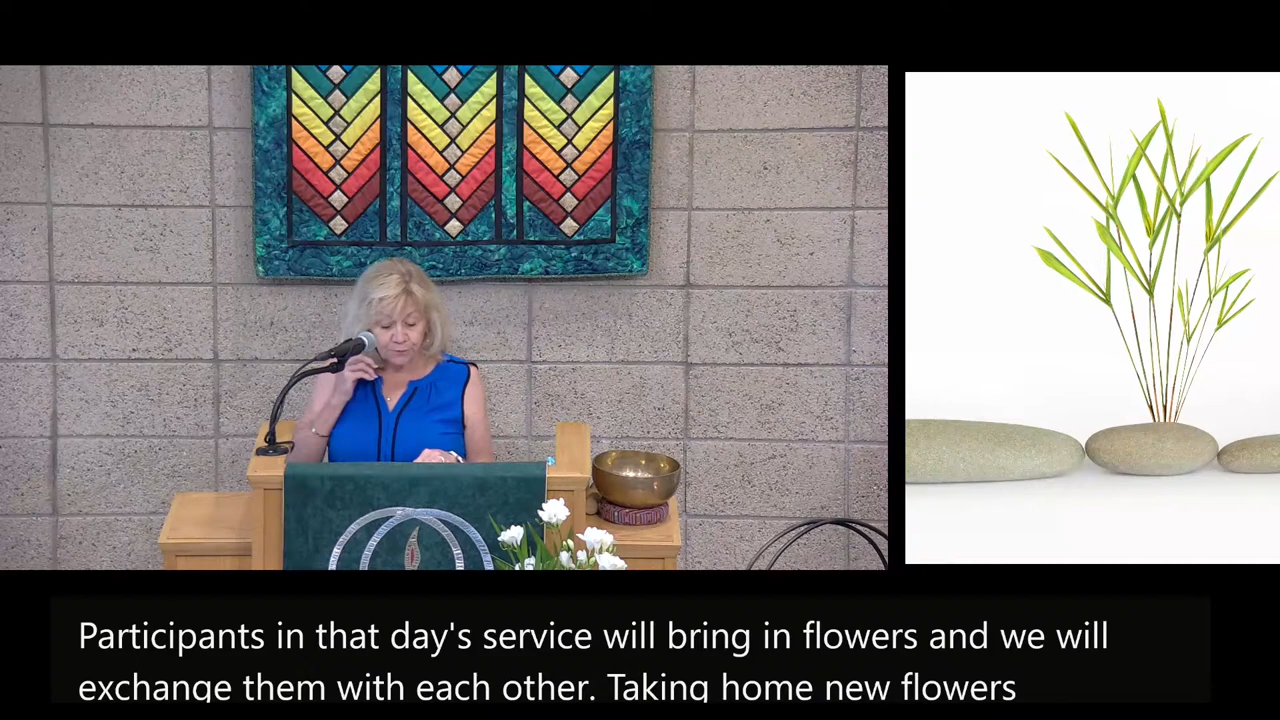 Participants in that day's service will bring in flowers and we will
exchange them with each other. Taking home new flowers